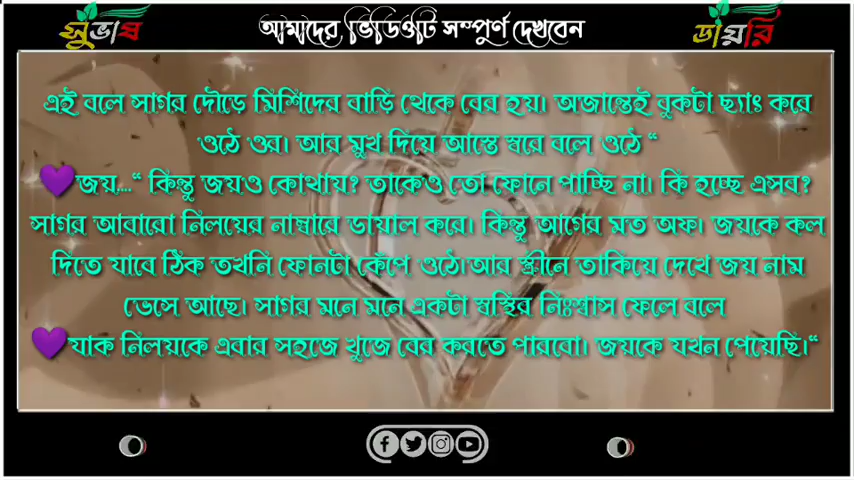 সুভাষ
আমাদের ভিডিওটি সম্পুর্ণ দেখবেন
ডায়রি
এই বলে সাগর দৌড়ে মিশিদের বাড়ি থেকে বের হয়। অজান্তেই বুকটা ছ্যাৎ করে
ওঠে ওর। আর মুখ দিয়ে আস্তে স্বরে বলে ওঠে “
💜জয়...“ কিন্তু জয়ও কোথায়? তাকেও তো ফোনে পাচ্ছি না। কি হচ্ছে এসব?
সাগর আবারো নিলয়ের নাম্বারে ডায়াল করে। কিন্তু আগের মত অফ। জয়কে কল
দিতে যাবে ঠিক তখনি ফোনটা কেঁপে ওঠে।আর স্ক্রীনে তাকিয়ে দেখে জয় নাম
ভেসে আছে। সাগর মনে মনে একটা স্বস্থির নিঃশ্বাস ফেলে বলে
💜যাক নিলয়কে এবার সহজে খুজে বের করতে পারবো। জয়কে যখন পেয়েছি।“